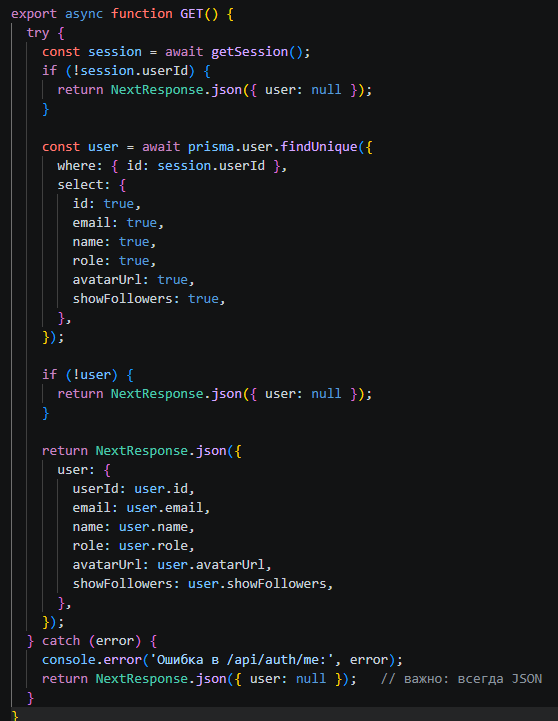 export async function GET() {
try {
const session = await getSession();
if (!session.userId) {
return NextResponse.json({ user: null });
}
const user = await prisma.user.findUnique({
where: { id: session.userId },
select: {
id: true,
email: true,
name: true,
role: true,
avatarUrl: true,
showFollowers: true,
},
});
if (!user) {
return NextResponse.json({ user: null });
}
return NextResponse.json({
user: {
userId: user.id,
email: user.email,
name: user.name,
role: user.role,
avatarUrl: user.avatarUrl,
showFollowers: user.showFollowers,
},
});
} catch (error) {
console.error('Ошибка в /api/auth/me:', error);
return NextResponse.json({ user: null }); // важно: всегда JSON
}
}